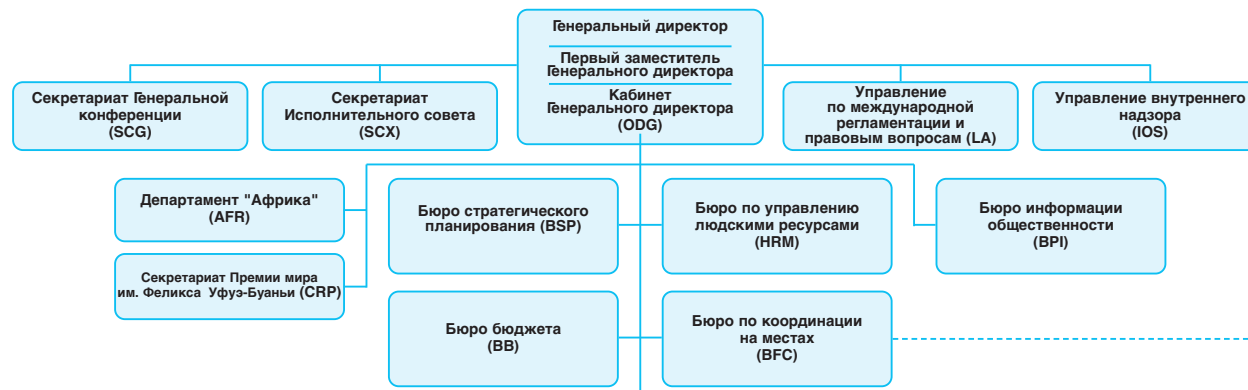 Генеральный директор
Первый заместитель
Генерального директора
Кабинет
Генерального директора
(ODG)
Секретариат Генеральной
конференции
(SCG)
Секретариат
Исполнительного совета
(SCX)
Управление
по международной
регламентации и
правовым вопросам (LA)
Управление внутреннего
надзора
(IOS)
Департамент "Африка"
(AFR)
Бюро стратегического
планирования (BSP)
Бюро по управлению
людскими ресурсами
(HRM)
Бюро информации
общественности
(BPI)
Секретариат Премии мира
им. Феликса Уфуэ-Буаньи (CRP)
Бюро бюджета
(BB)
Бюро по координации
на местах
(BFC)